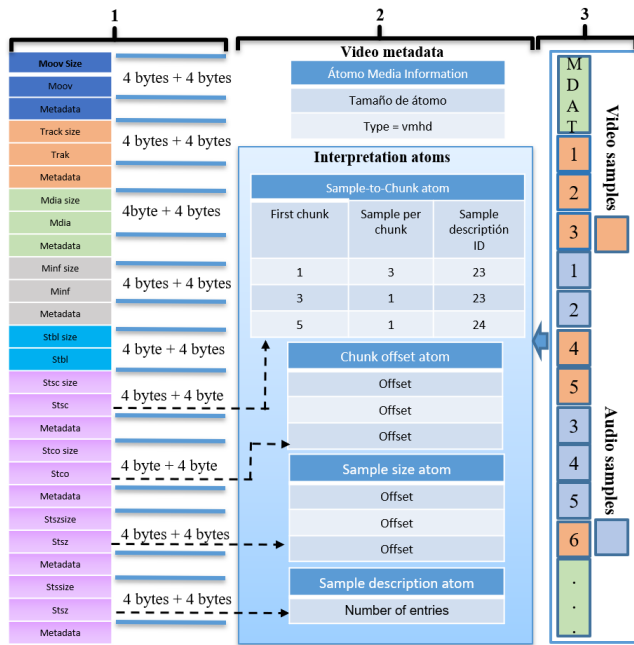 1
2
3
Moov Size
Moov
Metadata
Track size
Trak
Metadata
Mdia size
Mdia
Metadata
Minf size
Minf
Metadata
Stbl size
Stbl
Stsc size
Stsc
Metadata
Stco size
Stco
Metadata
Stszsize
Stsz
Metadata
Stssize
Stsz
Metadata
4 bytes + 4 bytes
4 bytes + 4 bytes
4byte + 4 bytes
4 bytes + 4 bytes
4 byte + 4 bytes
4 bytes + 4 byte
4 byte + 4 byte
4 bytes + 4 bytes
4 bytes + 4 bytes
Video metadata
Átomo Media Information
Tamaño de átomo
Type = vmhd
Interpretation atoms
Sample-to-Chunk atom
First chunk
Sample per
chunk
Sample
descriptión
ID
1 3 23
3 1 23
5 1 24
Chunk offset atom
Offset
Offset
Offset
Sample size atom
Offset
Offset
Offset
Sample description atom
Number of entries
M
D
A
T
1
2
3
1
2
4
5
3
4
5
6
.
.
.
Video samples
Audio samples